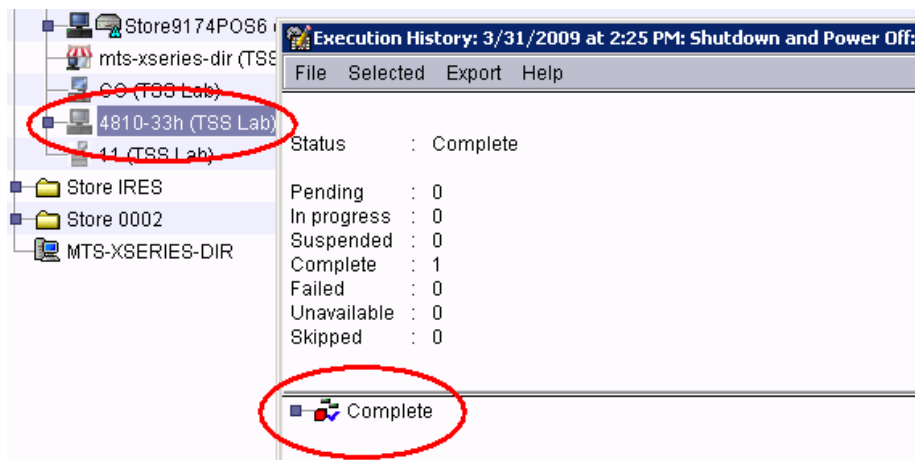 Store9174POS6
mts-xseries-dir (TSS
CS (TSS Lab)
4810-33h (TSS Lab)
11 (TSS Lab)
Store IRES
Store 0002
MTS-XSERIES-DIR
Execution History: 3/31/2009 at 2:25 PM: Shutdown and Power Off:
File Selected Export Help
Status : Complete
Pending : 0
In progress : 0
Suspended : 0
Complete : 1
Failed : 0
Unavailable : 0
Skipped : 0
Complete